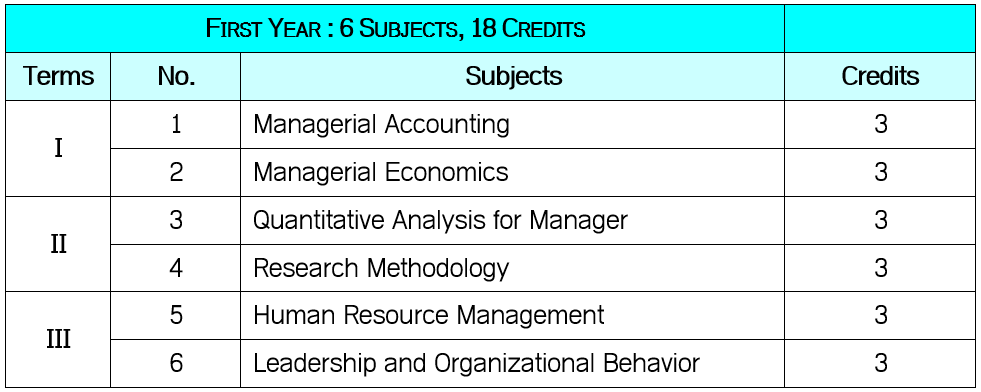 FIRST YEAR : 6 SUBJECTS, 18 CREDITS
Terms No. Subjects Credits
I
1 Managerial Accounting 3
2 Managerial Economics 3
II
3 Quantitative Analysis for Manager 3
4 Research Methodology 3
III
5 Human Resource Management 3
6 Leadership and Organizational Behavior 3